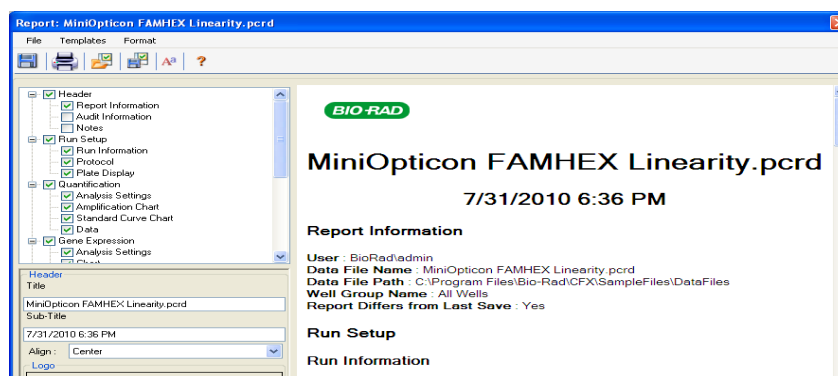 Report: MiniOpticon FAMHEX Linearity.pcrd
File Templates Format
Aa ?
Header
Report Information
Audit Information
Notes
Run Setup
Run Information
Protocol
Plate Display
Quantification
Analysis Settings
Amplification Chart
Standard Curve Chart
Data
Gene Expression
Analysis Settings
Chart
Header
Title
MiniOpticon FAMHEX Linearity.pcrd
Sub-Title
7/31/2010 6:36 PM
Align : Center
Logo
BIO-RAD
MiniOpticon FAMHEX Linearity.pcrd
7/31/2010 6:36 PM
Report Information
User : BioRad\admin
Data File Name : MiniOpticon FAMHEX Linearity.pcrd
Data File Path : C:\Program Files\Bio-Rad\CFX\SampleFiles\DataFiles
Well Group Name : All Wells
Report Differs from Last Save : Yes
Run Setup
Run Information